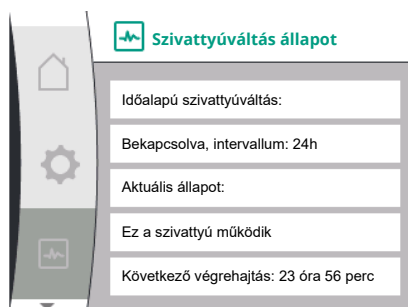 Szivattyúváltás állapot
Időalapú szivattyúváltás:
Bekapcsolva, intervallum: 24h
Aktuális állapot:
Ez a szivattyú működik
Következő végrehajtás: 23 óra 56 perc